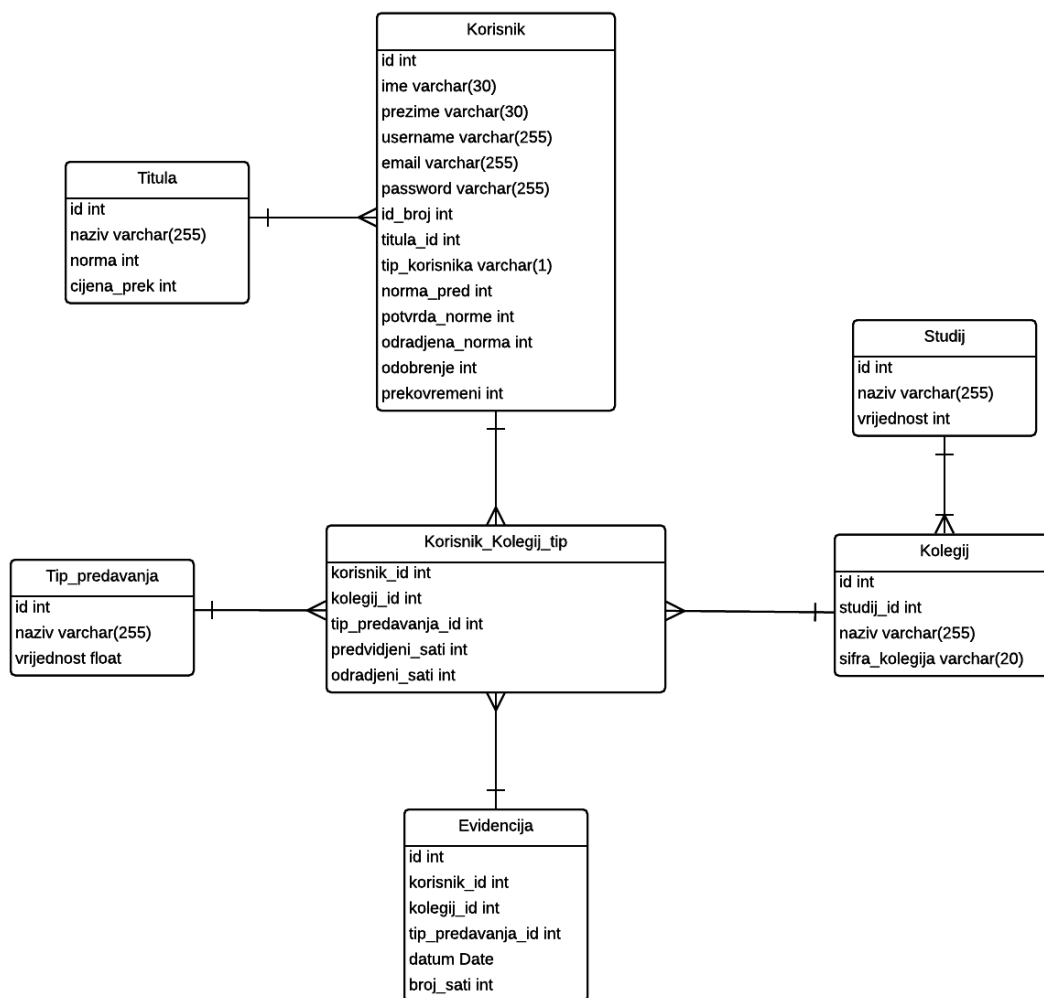 Korisnik
id int
ime varchar(30)
prezime varchar(30)
username varchar(255)
email varchar(255)
password varchar(255)
id_broj int
titula_id int
tip_korisnika varchar(1)
norma_pred int
potvrda_norme int
odradjena_norma int
odobrenje int
prekovremeni int
Titula
id int
naziv varchar(255)
norma int
cijena_prek int
Studij
id int
naziv varchar(255)
vrijednost int
Korisnik_Kolegij_tip
korisnik_id int
kolegij_id int
tip_predavanja_id int
predvidjeni_sati int
odradjeni_sati int
Tip_predavanja
id int
naziv varchar(255)
vrijednost float
Kolegij
id int
studij_id int
naziv varchar(255)
sifra_kolegija varchar(20)
Evidencija
id int
korisnik_id int
kolegij_id int
tip_predavanja_id int
datum Date
broj_sati int